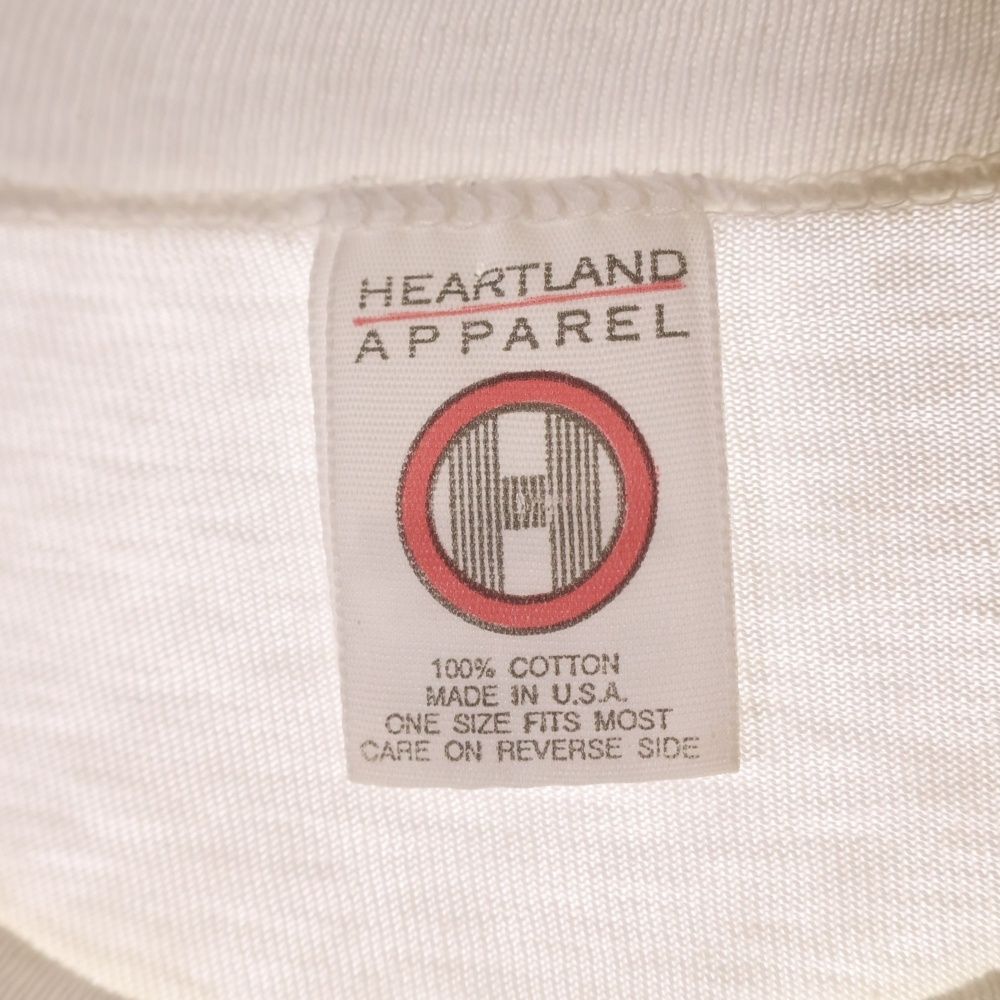 HEARTLAND
APPAREL
H
100% COTTON
MADE IN U.S.A.
ONE SIZE FITS MOST
CARE ON REVERSE SIDE